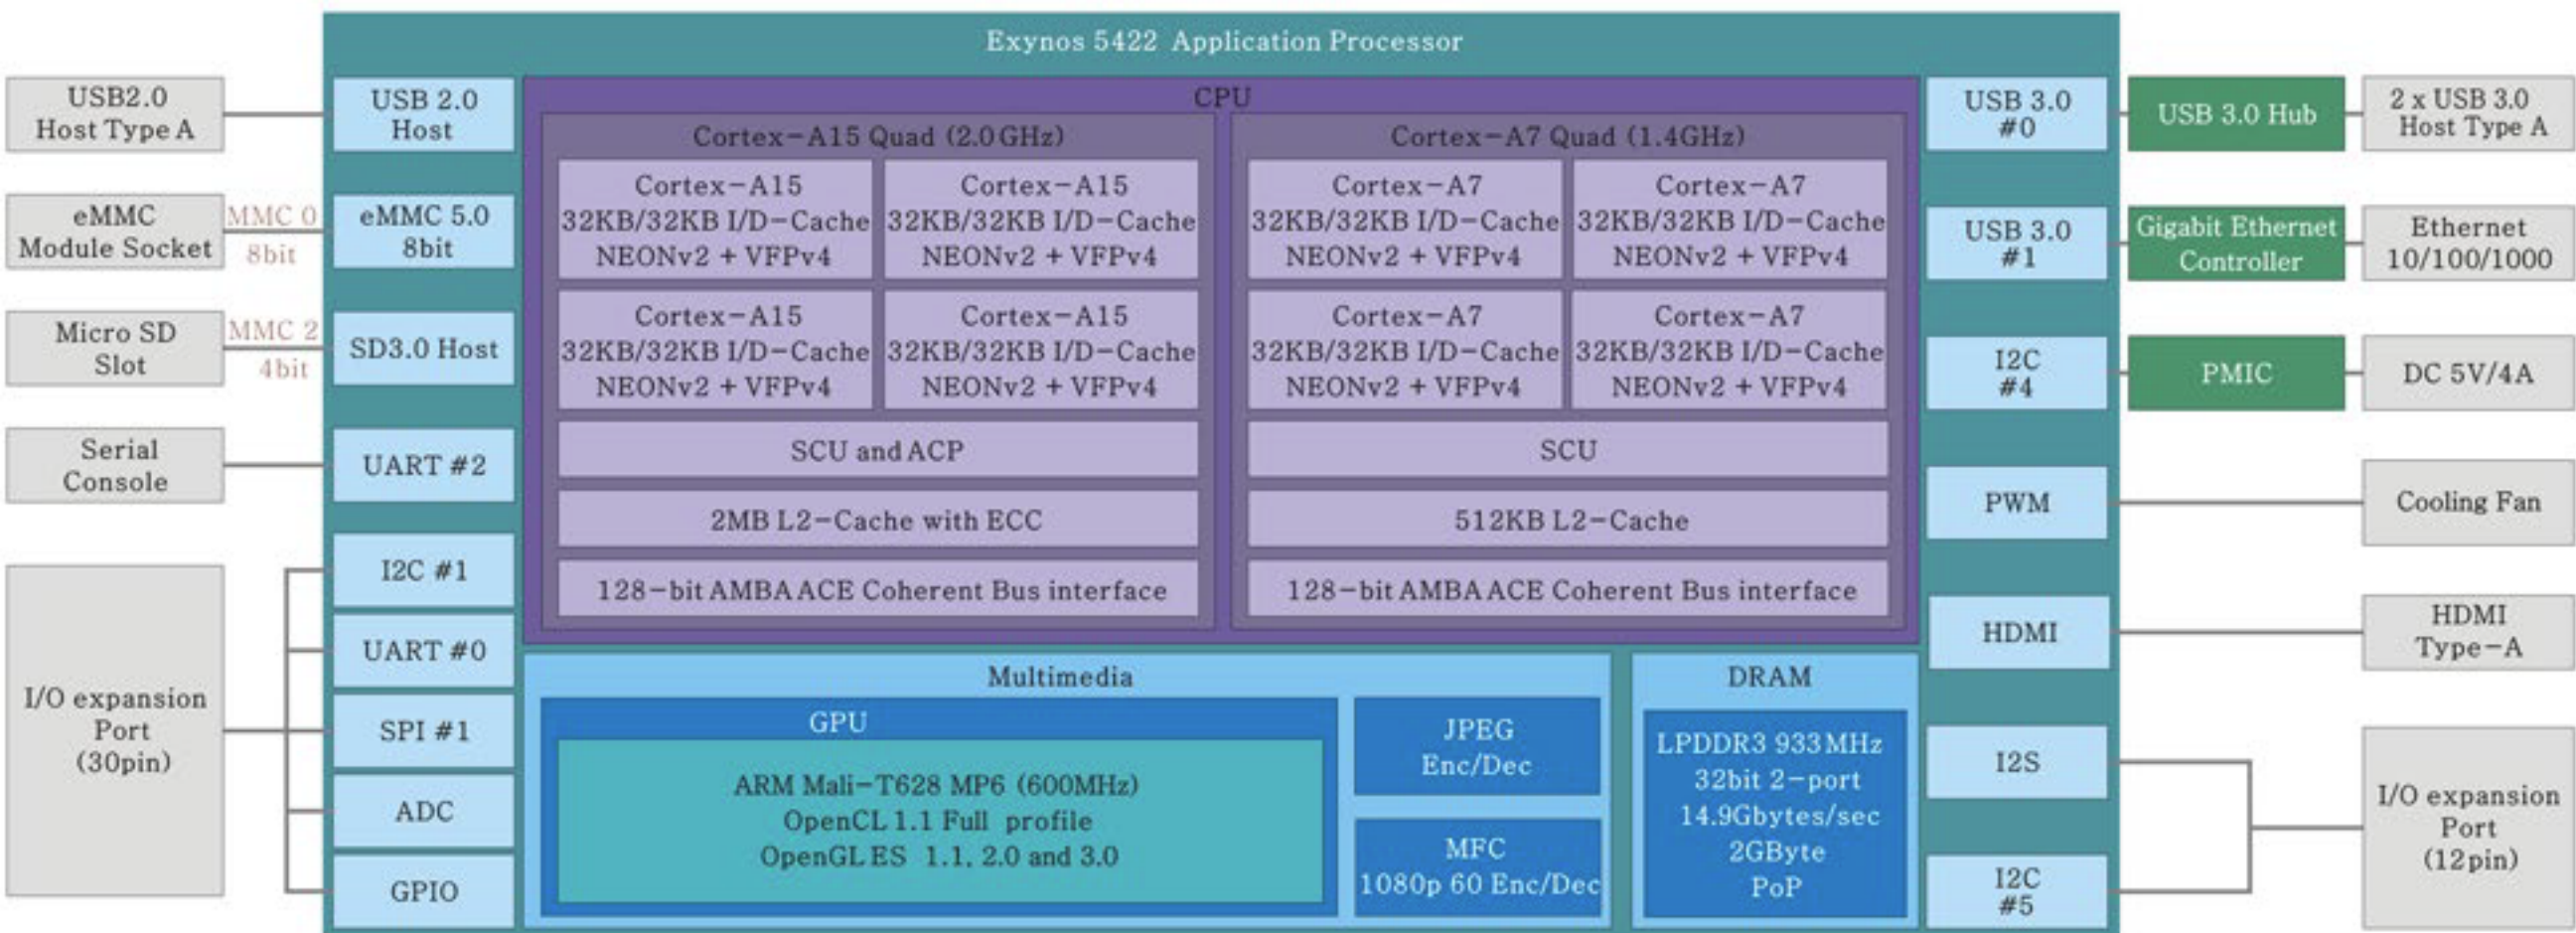 Exynos 5422 Application Processor
USB2.0
Host Type A
USB 2.0
Host
eMMC
Module Socket
MMC 0
8bit
eMMC 5.0
8bit
Micro SD
Slot
MMC 2
4bit
SD3.0 Host
Serial
Console
UART #2
I/O expansion
Port
(30pin)
I2C #1
UART #0
SPI #1
ADC
GPIO
CPU
Cortex-A15 Quad (2.0GHz)
Cortex-A15
32KB/32KB I/D-Cache
NEONv2 + VFPv4
Cortex-A15
32KB/32KB I/D-Cache
NEONv2 + VFPv4
Cortex-A15
32KB/32KB I/D-Cache
NEONv2 + VFPv4
Cortex-A15
32KB/32KB I/D-Cache
NEONv2 + VFPv4
SCU and ACP
2MB L2-Cache with ECC
128-bit AMBA ACE Coherent Bus interface
Cortex-A7 Quad (1.4GHz)
Cortex-A7
32KB/32KB I/D-Cache
NEONv2 + VFPv4
Cortex-A7
32KB/32KB I/D-Cache
NEONv2 + VFPv4
Cortex-A7
32KB/32KB I/D-Cache
NEONv2 + VFPv4
Cortex-A7
32KB/32KB I/D-Cache
NEONv2 + VFPv4
SCU
512KB L2-Cache
128-bit AMBA ACE Coherent Bus interface
Multimedia
GPU
ARM Mali-T628 MP6 (600MHz)
OpenCL 1.1 Full profile
OpenGL ES 1.1, 2.0 and 3.0
JPEG
Enc/Dec
MFC
1080p 60 Enc/Dec
DRAM
LPDDR3 933MHz
32bit 2-port
14.9Gbytes/sec
2GByte
PoP
USB 3.0
#0
USB 3.0 Hub
2 x USB 3.0
Host Type A
USB 3.0
#1
Gigabit Ethernet
Controller
Ethernet
10/100/1000
I2C
#4
PMIC
DC 5V/4A
PWM
Cooling Fan
HDMI
HDMI
Type-A
I2S
I2C
#5
I/O expansion
Port
(12pin)